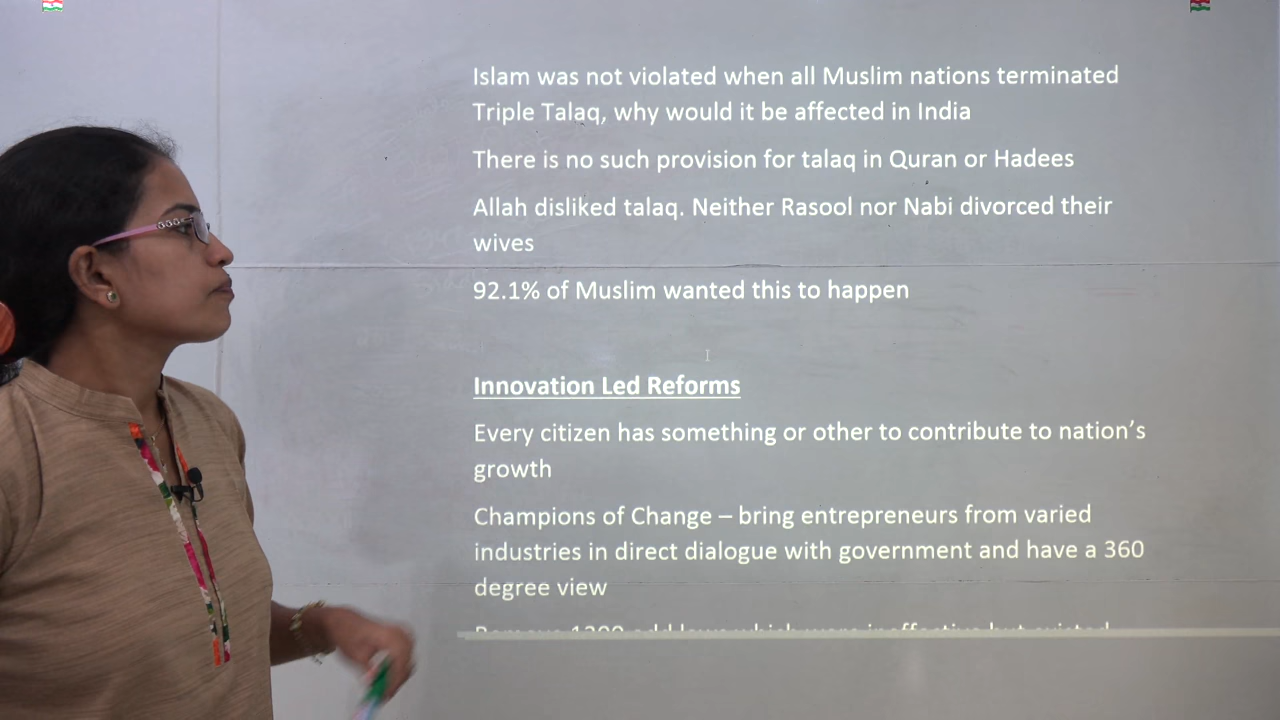 Islam was not violated when all Muslim nations terminated
Triple Talaq, why would it be affected in India
There is no such provision for talaq in Quran or Hadees
Allah disliked talaq. Neither Rasool nor Nabi divorced their
wives
92.1% of Muslim wanted this to happen
Innovation Led Reforms
Every citizen has something or other to contribute to nation's
growth
Champions of Change – bring entrepreneurs from varied
industries in direct dialogue with government and have a 360
degree view